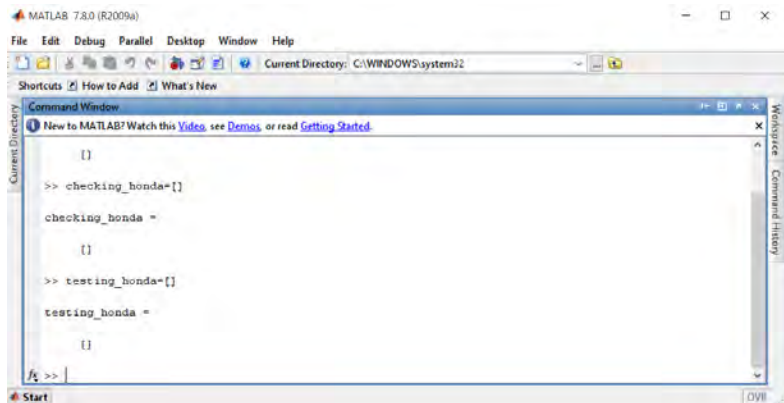 MATLAB 7.8.0 (R2009a)
File Edit Debug Parallel Desktop Window Help
Current Directory: C:\WINDOWS\system32
Shortcuts How to Add What's New
Current Directory
Command Window
New to MATLAB? Watch this Video, see Demos, or read Getting Started.
[]
>> checking_honda=[]
checking_honda =
[]
>> testing_honda=[]
testing_honda =
[]
fx >>
Workspace
Command History
Start
OVR